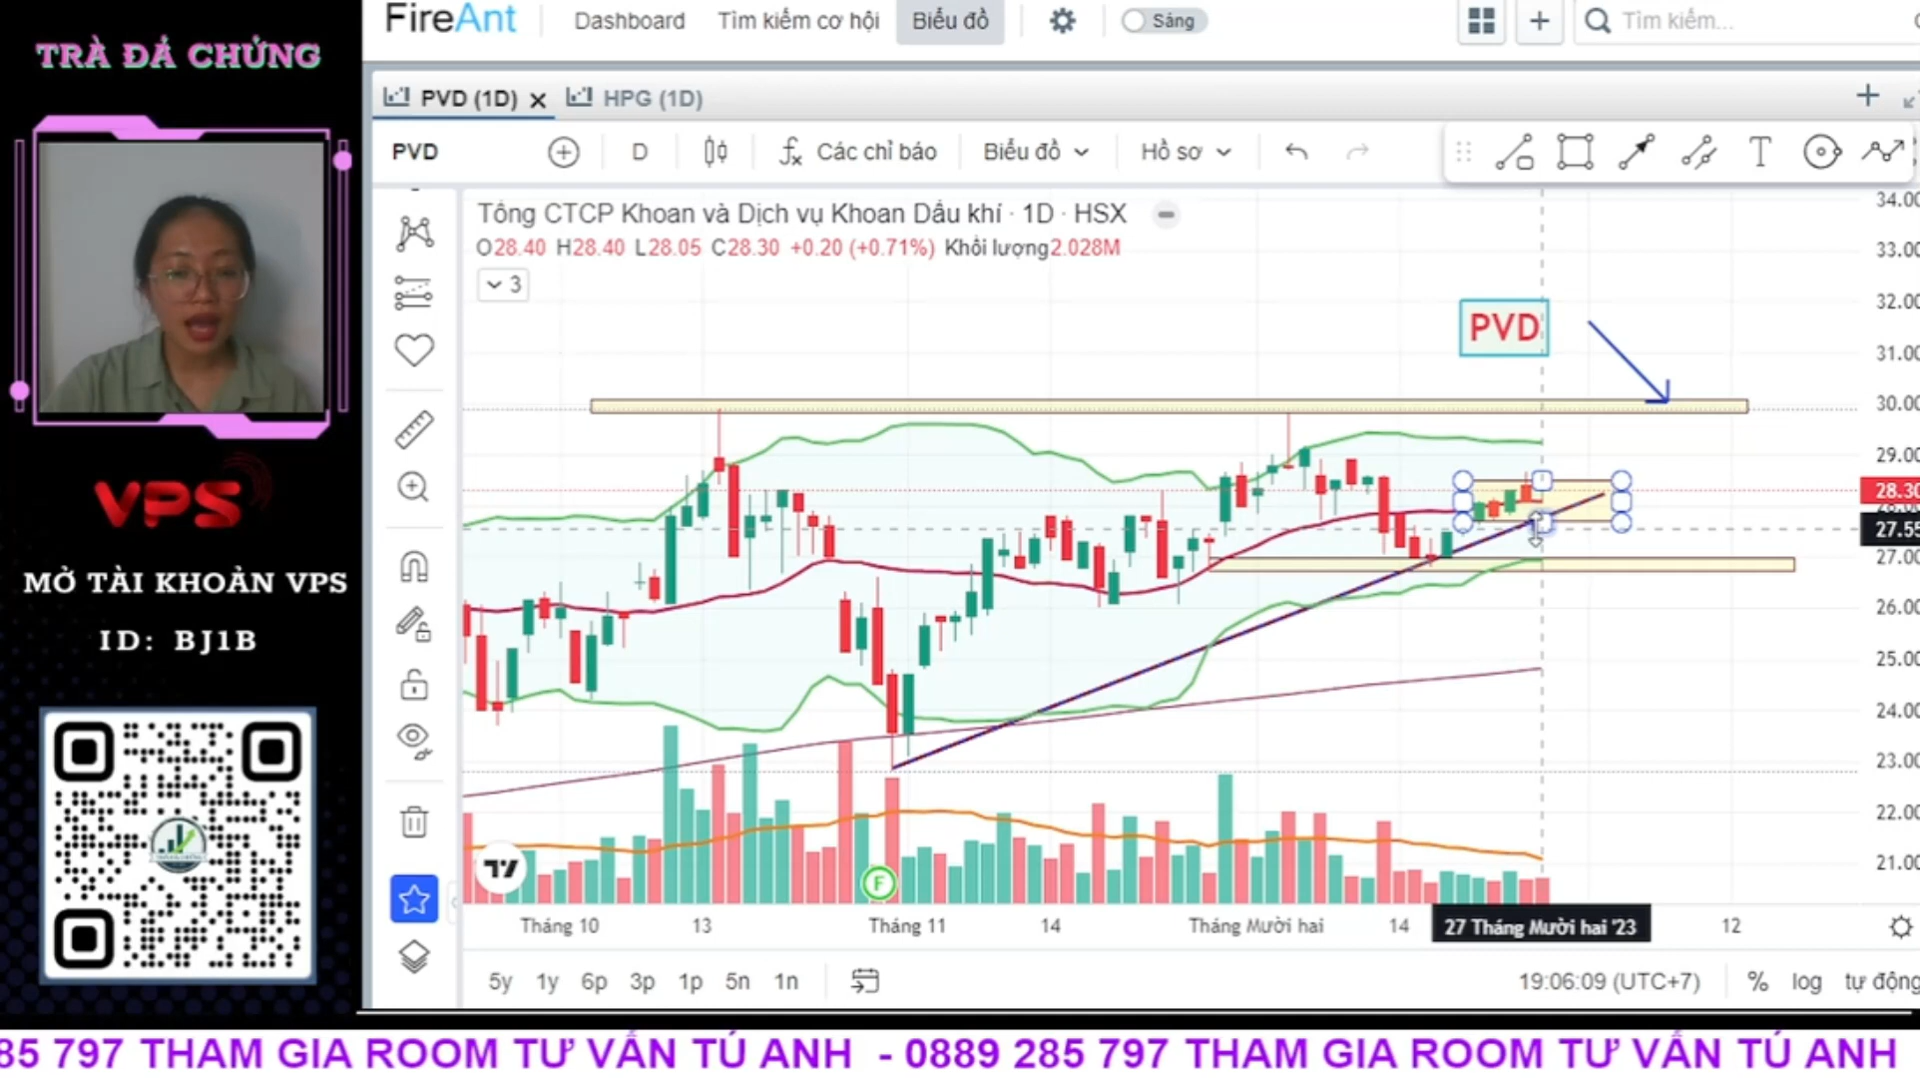 TRÀ ĐÁ CHỨNG
VPS
MỞ TÀI KHOẢN VPS
ID: BJ1B
FireAnt
Dashboard
Tìm kiếm cơ hội
Biểu đồ
Sáng
Tìm kiếm...
PVD (1D)
HPG (1D)
PVD
D
Các chỉ báo
Biểu đồ
Hồ sơ
T
Tổng CTCP Khoan và Dịch vụ Khoan Dầu khí · 1D · HSX
O28.40 H28.40 L28.05 C28.30 +0.20 (+0.71%) Khối lượng2.028M
3
PVD
34.00
33.00
32.00
31.00
30.00
29.00
28.30
27.55
27.00
26.00
25.00
24.00
23.00
22.00
21.00
F
Tháng 10
13
Tháng 11
14
Tháng Mười hai
14
27 Tháng Mười hai '23
12
5y
1y
6p
3p
1p
5n
1n
19:06:09 (UTC+7)
%
log
tự động
85 797 THAM GIA ROOM TƯ VẤN TÚ ANH - 0889 285 797 THAM GIA ROOM TƯ VẤN TÚ ANH